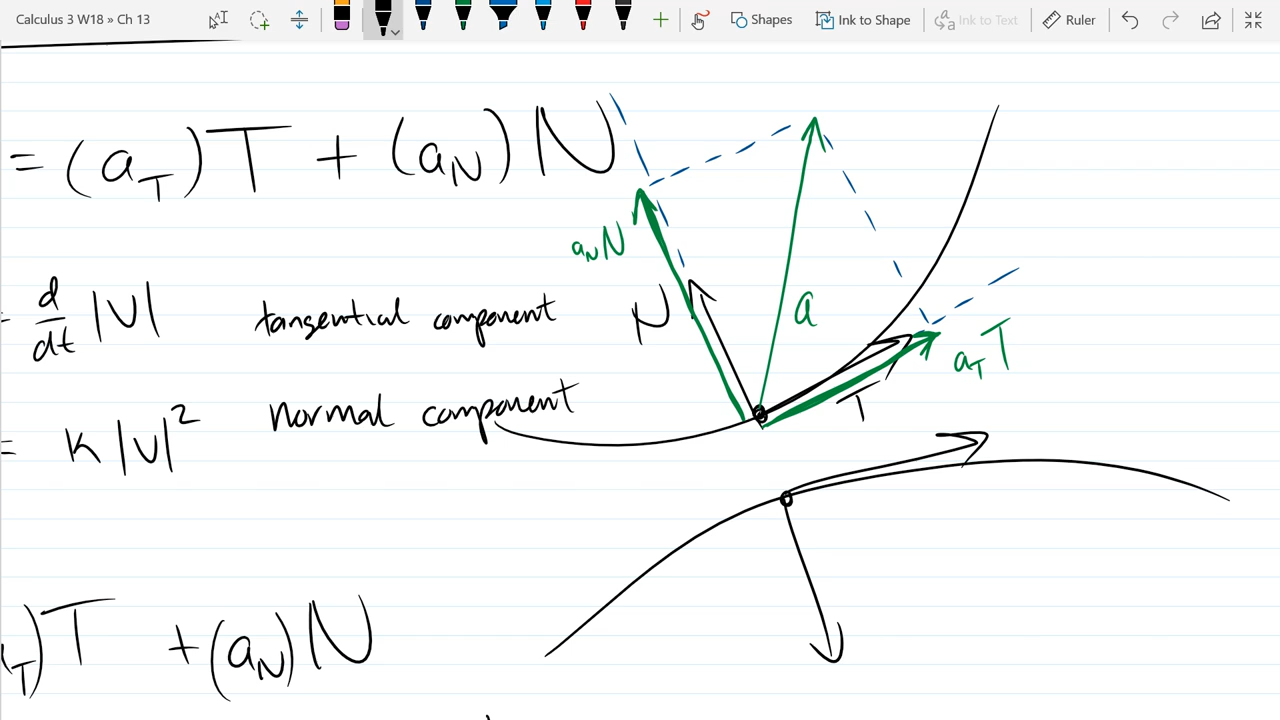 Calculus 3 W18 » Ch 13
Shapes
Ink to Shape
Ink to Text
Ruler
= (a_T) T + (a_N) N
a_N N
N
a
a_T T
T
= d/dt |V| tangential component
= K |V|² normal component
T) T + (a_N) N